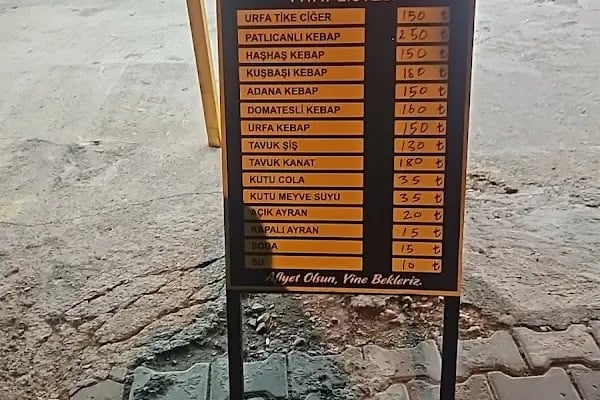 URFA TİKE CİĞER 150 ₺
PATLICANLI KEBAP 250 ₺
HAŞHAŞ KEBAP 150 ₺
KUŞBAŞI KEBAP 180 ₺
ADANA KEBAP 150 ₺
DOMATESLİ KEBAP 160 ₺
URFA KEBAP 150 ₺
TAVUK ŞİŞ 130 ₺
TAVUK KANAT 180 ₺
KUTU COLA 35 ₺
KUTU MEYVE SUYU 35 ₺
AÇIK AYRAN 20 ₺
KAPALI AYRAN 15 ₺
SODA 15 ₺
SU 10 ₺
Afiyet Olsun, Yine Bekleriz.